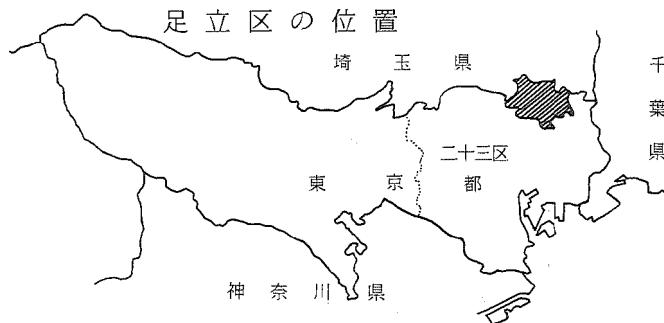 足立区の位置
埼玉県
千葉県
二十三区
東京都
神奈川県